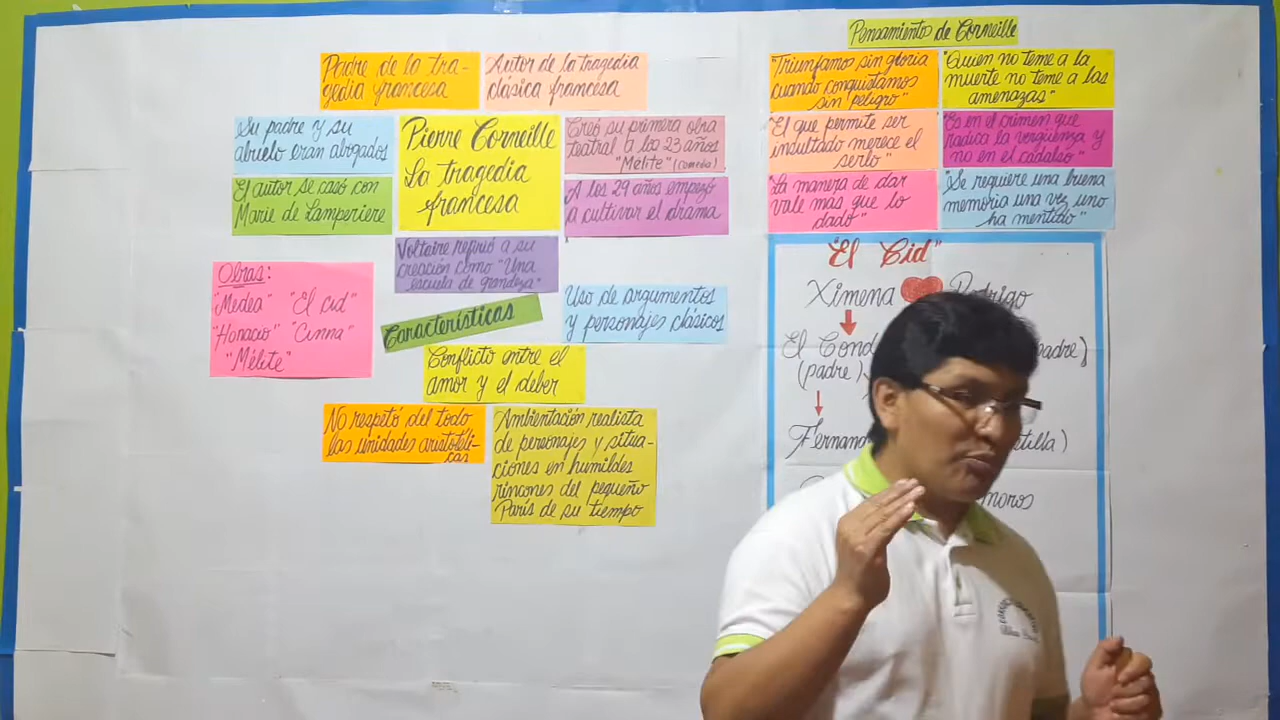 Pensamientos de Corneille
Padre de la tra-
gedia francesa
Autor de la tragedia
clásica francesa
Su padre y su
abuelo eran abogados
Pierre Corneille
La tragedia
francesa
Creó su primera obra
teatral a los 23 años
"Mélite" (comedia)
El autor se casó con
Marie de Lamperiere
A los 29 años empezó
a cultivar el drama
Voltaire refirió a su
creación como "Una
escuela de grandeza"
Obras:
"Medea" "El cid"
"Horacio" "Cinna"
"Mélite"
Características
Uso de argumentos
y personajes clásicos
Conflicto entre el
amor y el deber
No respetó del todo
las unidades aristotéli-
cas
Ambientación realista
de personajes y situa-
ciones en humildes
rincones del pequeño
París de su tiempo
"Triunfamos sin gloria
cuando conquistamos
sin peligro"
"Quien no teme a la
muerte no teme a las
amenazas"
"El que permite ser
insultado merece el
serlo"
"Es en el crimen que
radica la vergüenza y
no en el cadalso"
"La manera de dar
vale mas que lo
dado"
"Se requiere una buena
memoria una vez uno
ha mentido"
"El Cid"
Ximena Rodrigo
El Cond padre)
(padre)
Fernand tilla)
moros